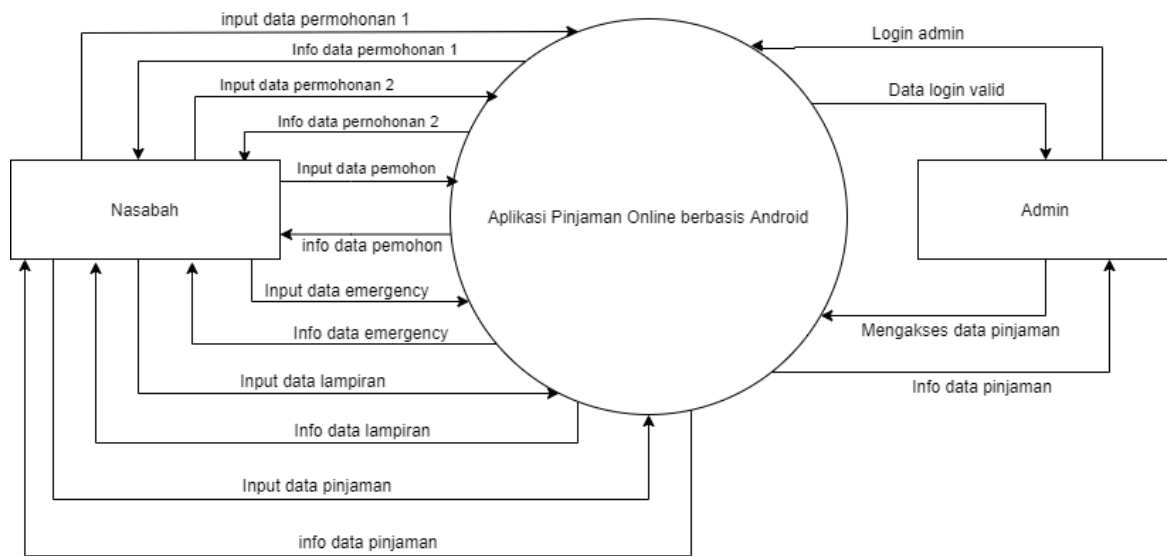 input data permohonan 1
Info data permohonan 1
Input data permohonan 2
Info data pernohonan 2
Input data pemohon
Nasabah
info data pemohon
Input data emergency
Info data emergency
Input data lampiran
Info data lampiran
Input data pinjaman
info data pinjaman
Aplikasi Pinjaman Online berbasis Android
Login admin
Data login valid
Admin
Mengakses data pinjaman
Info data pinjaman